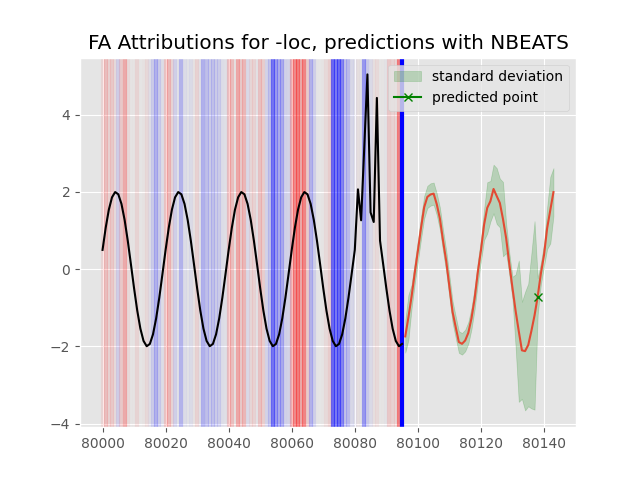 FA Attributions for -loc, predictions with NBEATS
standard deviation
predicted point
4
2
0
−2
−4
80000 80020 80040 80060 80080 80100 80120 80140